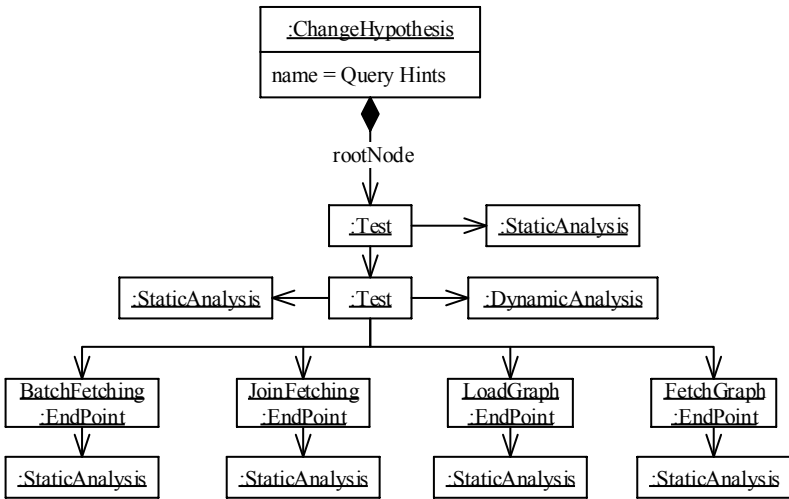 :ChangeHypothesis
name = Query Hints
rootNode
:Test
:StaticAnalysis
:StaticAnalysis
:Test
:DynamicAnalysis
BatchFetching
:EndPoint
JoinFetching
:EndPoint
LoadGraph
:EndPoint
FetchGraph
:EndPoint
:StaticAnalysis
:StaticAnalysis
:StaticAnalysis
:StaticAnalysis